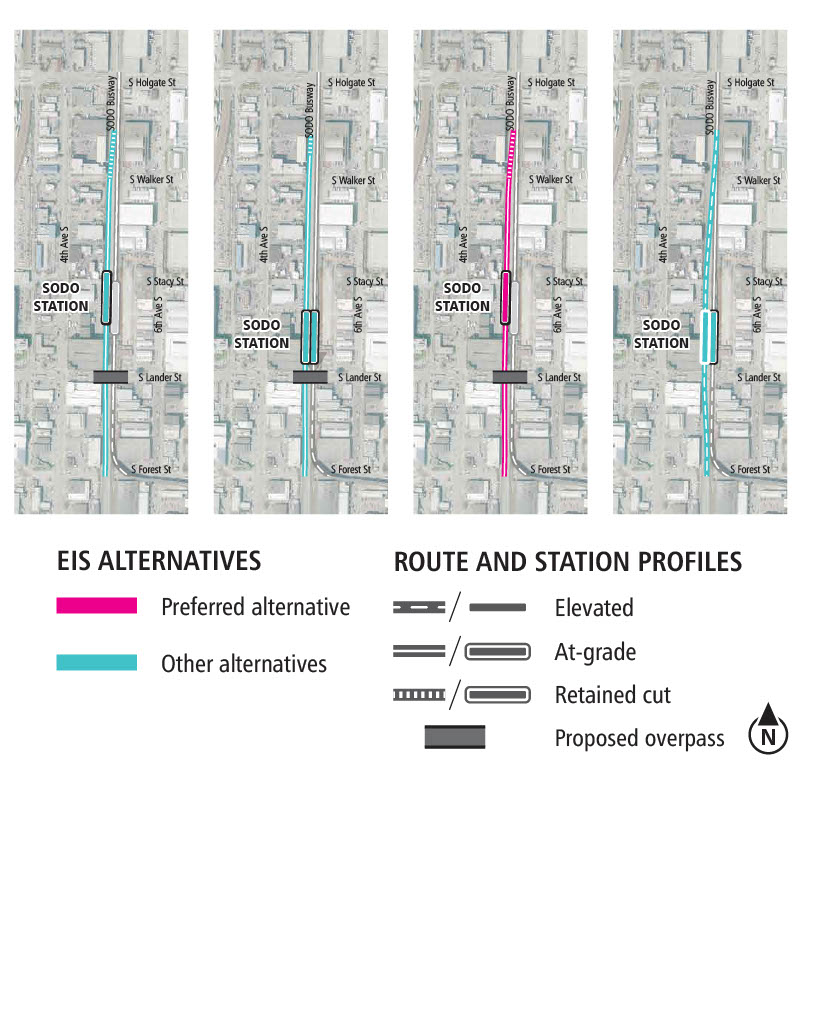 S Holgate St
SODO Busway
S Walker St
4th Ave S
S Stacy St
SODO
STATION
6th Ave S
S Lander St
S Forest St
S Holgate St
SODO Busway
S Walker St
4th Ave S
S Stacy St
6th Ave S
SODO
STATION
S Lander St
S Forest St
S Holgate St
SODO Busway
S Walker St
4th Ave S
S Stacy St
SODO
STATION
6th Ave S
S Lander St
S Forest St
S Holgate St
SODO Busway
S Walker St
4th Ave S
S Stacy St
6th Ave S
SODO
STATION
S Lander St
S Forest St
EIS ALTERNATIVES
Preferred alternative
Other alternatives
ROUTE AND STATION PROFILES
Elevated
At-grade
Retained cut
Proposed overpass
N